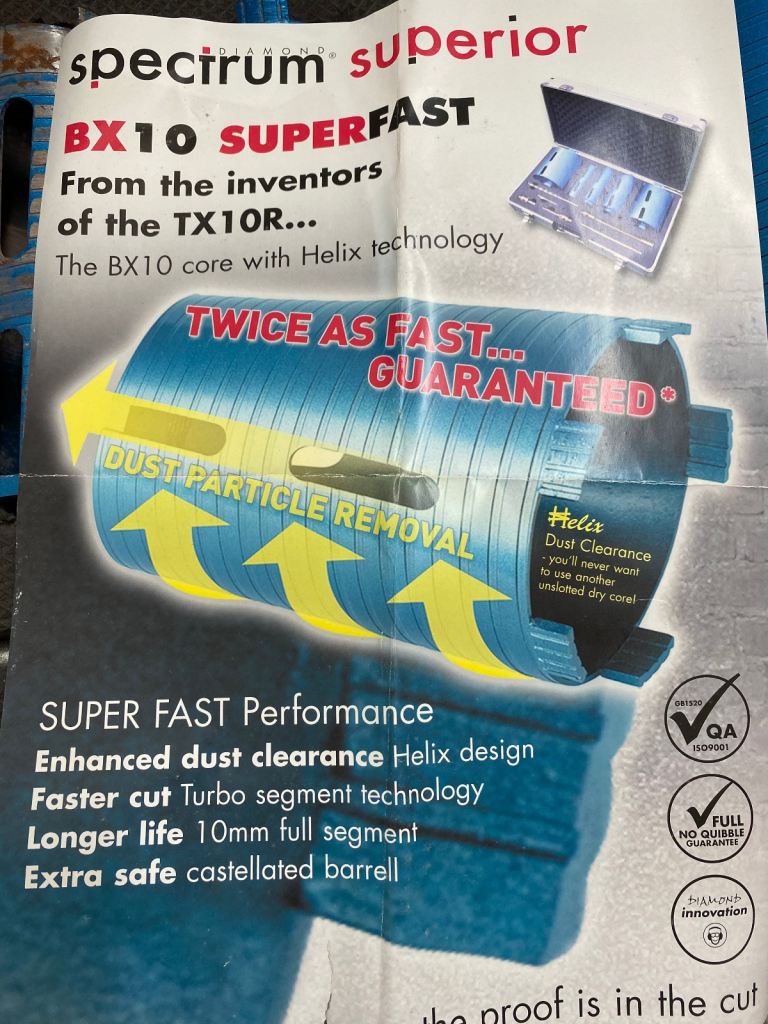 DIAMOND
spectrum® superior
BX10 SUPERFAST
From the inventors
of the TX10R...
The BX10 core with Helix technology
TWICE AS FAST...
GUARANTEED*
DUST PARTICLE REMOVAL
Helix
Dust Clearance
- you'll never want
to use another
unslotted dry core!
SUPER FAST Performance
Enhanced dust clearance Helix design
Faster cut Turbo segment technology
Longer life 10mm full segment
Extra safe castellated barrell
GB1520
QA
ISO9001
FULL
NO QUIBBLE
GUARANTEE
DIAMOND
innovation
the proof is in the cut